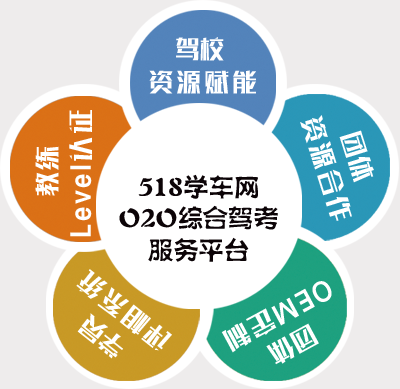 驾校
资源赋能
团体
资源合作
团体
OEM定制
学员
评帽系统
教练
Level认证
518学车网
O2O综合驾考
服务平台